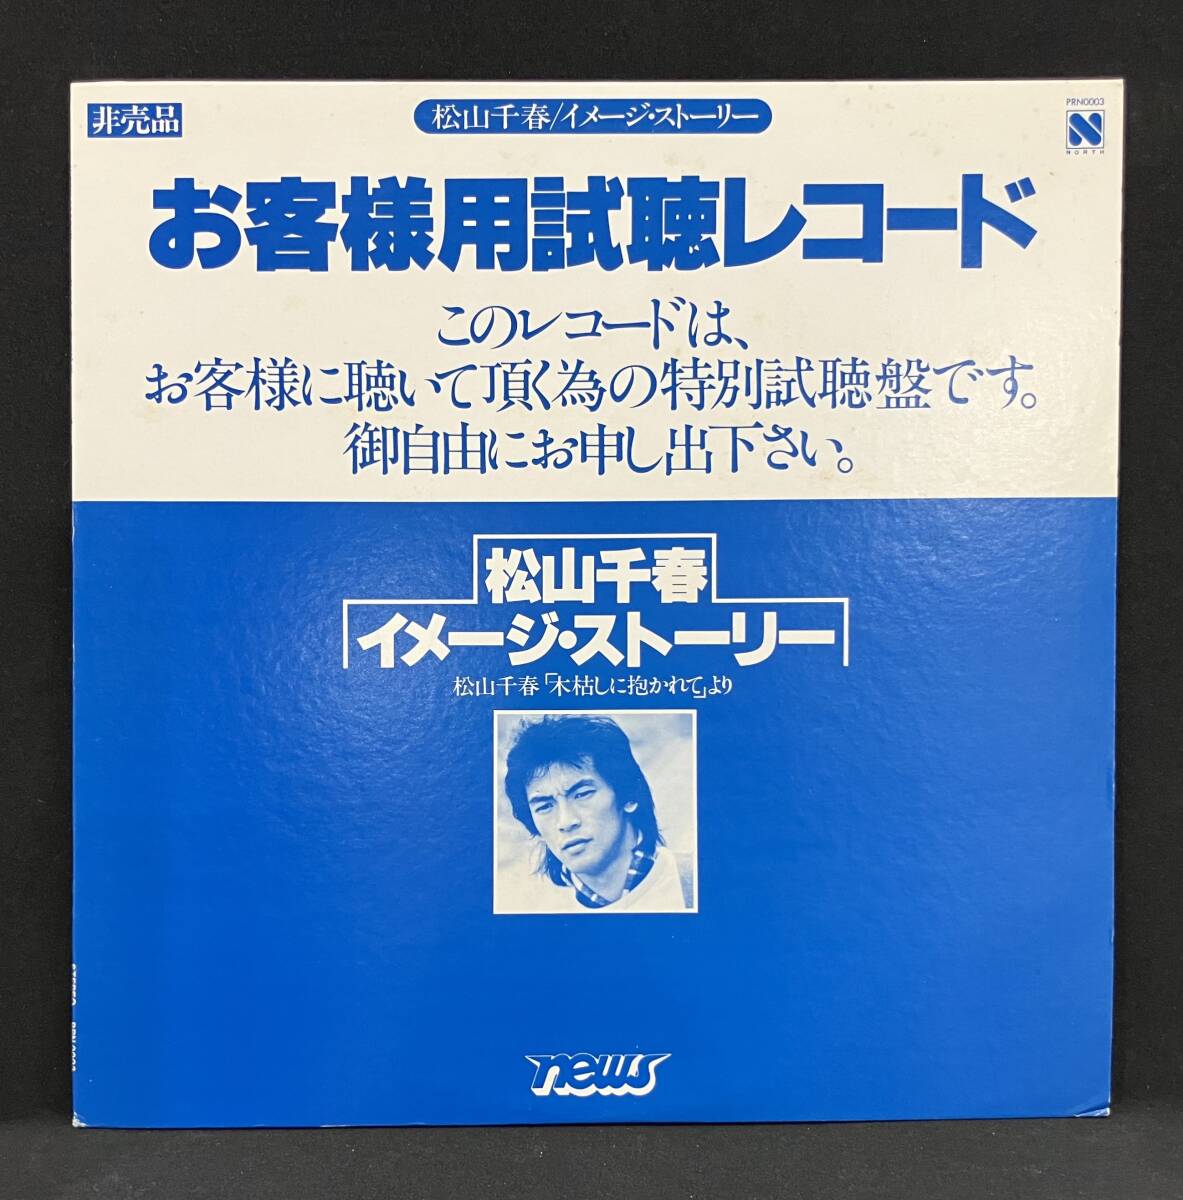 非売品
松山千春/イメージ・ストーリー
PRN0003
NORTH
お客様用試聴レコード
このレコードは、
お客様に聴いて頂く為の特別試聴盤です。
御自由にお申し出下さい。
松山千春
イメージ・ストーリー
松山千春「木枯しに抱かれて」より
news